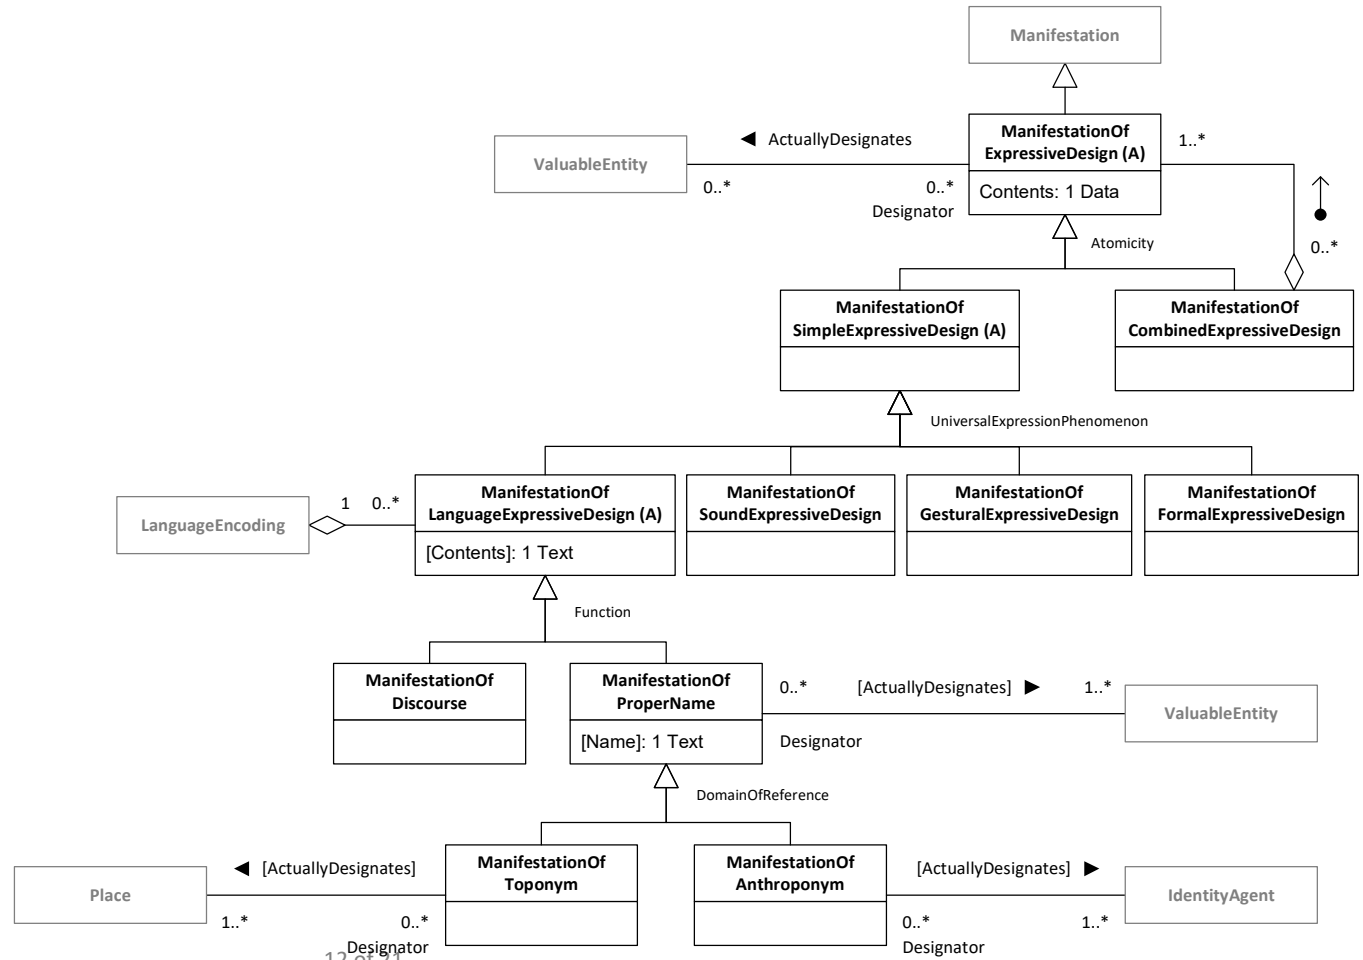 Manifestation
ManifestationOf
ExpressiveDesign (A)
Contents: 1 Data
◄ ActuallyDesignates
1..*
ValuableEntity
0..*
0..*
Designator
0..*
Atomicity
ManifestationOf
SimpleExpressiveDesign (A)
ManifestationOf
CombinedExpressiveDesign
UniversalExpressionPhenomenon
LanguageEncoding
1
0..*
ManifestationOf
LanguageExpressiveDesign (A)
[Contents]: 1 Text
ManifestationOf
SoundExpressiveDesign
ManifestationOf
GesturalExpressiveDesign
ManifestationOf
FormalExpressiveDesign
Function
ManifestationOf
Discourse
ManifestationOf
ProperName
[Name]: 1 Text
0..*
[ActuallyDesignates] ►
1..*
Designator
ValuableEntity
DomainOfReference
Place
◄ [ActuallyDesignates]
1..*
0..*
Designator
ManifestationOf
Toponym
ManifestationOf
Anthroponym
[ActuallyDesignates] ►
0..*
1..*
Designator
IdentityAgent
12 of 21